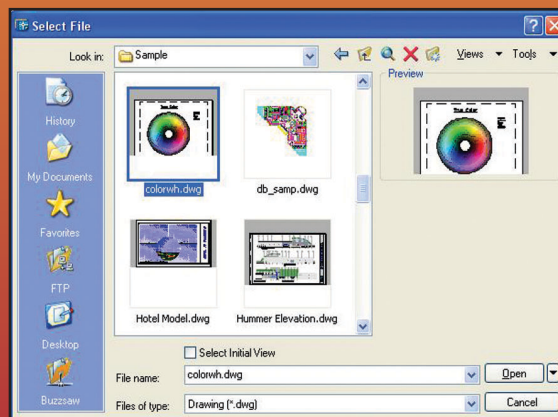 Select File
Look in: Sample Views Tools
Preview
History
My Documents
Favorites
FTP
Desktop
Buzzsaw
colorwh.dwg db_samp.dwg
Hotel Model.dwg Hummer Elevation.dwg
Select Initial View
File name: colorwh.dwg Open
Files of type: Drawing (*.dwg) Cancel